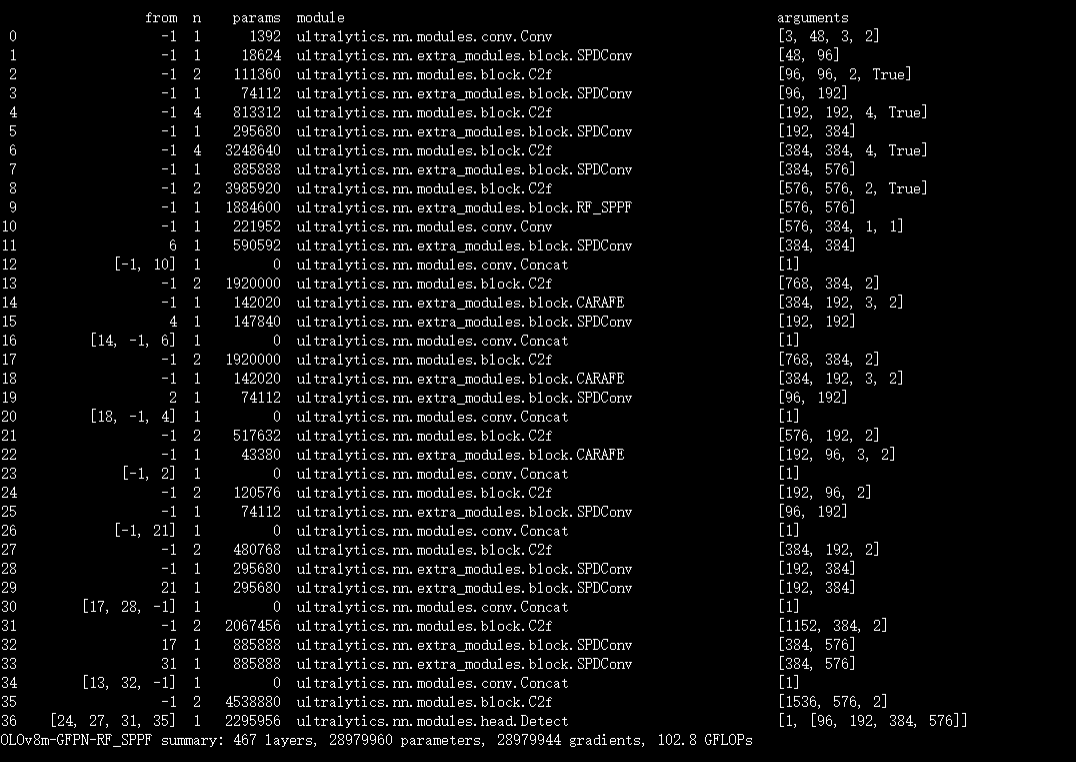 from n params module arguments
0 -1 1 1392 ultralytics.nn.modules.conv.Conv [3, 48, 3, 2]
1 -1 1 18624 ultralytics.nn.extra_modules.block.SPDConv [48, 96]
2 -1 2 111360 ultralytics.nn.modules.block.C2f [96, 96, 2, True]
3 -1 1 74112 ultralytics.nn.extra_modules.block.SPDConv [96, 192]
4 -1 4 813312 ultralytics.nn.modules.block.C2f [192, 192, 4, True]
5 -1 1 295680 ultralytics.nn.extra_modules.block.SPDConv [192, 384]
6 -1 4 3248640 ultralytics.nn.modules.block.C2f [384, 384, 4, True]
7 -1 1 885888 ultralytics.nn.extra_modules.block.SPDConv [384, 576]
8 -1 2 3985920 ultralytics.nn.modules.block.C2f [576, 576, 2, True]
9 -1 1 1884600 ultralytics.nn.extra_modules.block.RF_SPPF [576, 576]
10 -1 1 221952 ultralytics.nn.modules.conv.Conv [576, 384, 1, 1]
11 6 1 590592 ultralytics.nn.extra_modules.block.SPDConv [384, 384]
12 [-1, 10] 1 0 ultralytics.nn.modules.conv.Concat [1]
13 -1 2 1920000 ultralytics.nn.modules.block.C2f [768, 384, 2]
14 -1 1 142020 ultralytics.nn.extra_modules.block.CARAFE [384, 192, 3, 2]
15 4 1 147840 ultralytics.nn.extra_modules.block.SPDConv [192, 192]
16 [14, -1, 6] 1 0 ultralytics.nn.modules.conv.Concat [1]
17 -1 2 1920000 ultralytics.nn.modules.block.C2f [768, 384, 2]
18 -1 1 142020 ultralytics.nn.extra_modules.block.CARAFE [384, 192, 3, 2]
19 2 1 74112 ultralytics.nn.extra_modules.block.SPDConv [96, 192]
20 [18, -1, 4] 1 0 ultralytics.nn.modules.conv.Concat [1]
21 -1 2 517632 ultralytics.nn.modules.block.C2f [576, 192, 2]
22 -1 1 43380 ultralytics.nn.extra_modules.block.CARAFE [192, 96, 3, 2]
23 [-1, 2] 1 0 ultralytics.nn.modules.conv.Concat [1]
24 -1 2 120576 ultralytics.nn.modules.block.C2f [192, 96, 2]
25 -1 1 74112 ultralytics.nn.extra_modules.block.SPDConv [96, 192]
26 [-1, 21] 1 0 ultralytics.nn.modules.conv.Concat [1]
27 -1 2 480768 ultralytics.nn.modules.block.C2f [384, 192, 2]
28 -1 1 295680 ultralytics.nn.extra_modules.block.SPDConv [192, 384]
29 21 1 295680 ultralytics.nn.extra_modules.block.SPDConv [192, 384]
30 [17, 28, -1] 1 0 ultralytics.nn.modules.conv.Concat [1]
31 -1 2 2067456 ultralytics.nn.modules.block.C2f [1152, 384, 2]
32 17 1 885888 ultralytics.nn.extra_modules.block.SPDConv [384, 576]
33 31 1 885888 ultralytics.nn.extra_modules.block.SPDConv [384, 576]
34 [13, 32, -1] 1 0 ultralytics.nn.modules.conv.Concat [1]
35 -1 2 4538880 ultralytics.nn.modules.block.C2f [1536, 576, 2]
36 [24, 27, 31, 35] 1 2295956 ultralytics.nn.modules.head.Detect [1, [96, 192, 384, 576]]
OLOv8m-GFPN-RF_SPPF summary: 467 layers, 28979960 parameters, 28979944 gradients, 102.8 GFLOPs